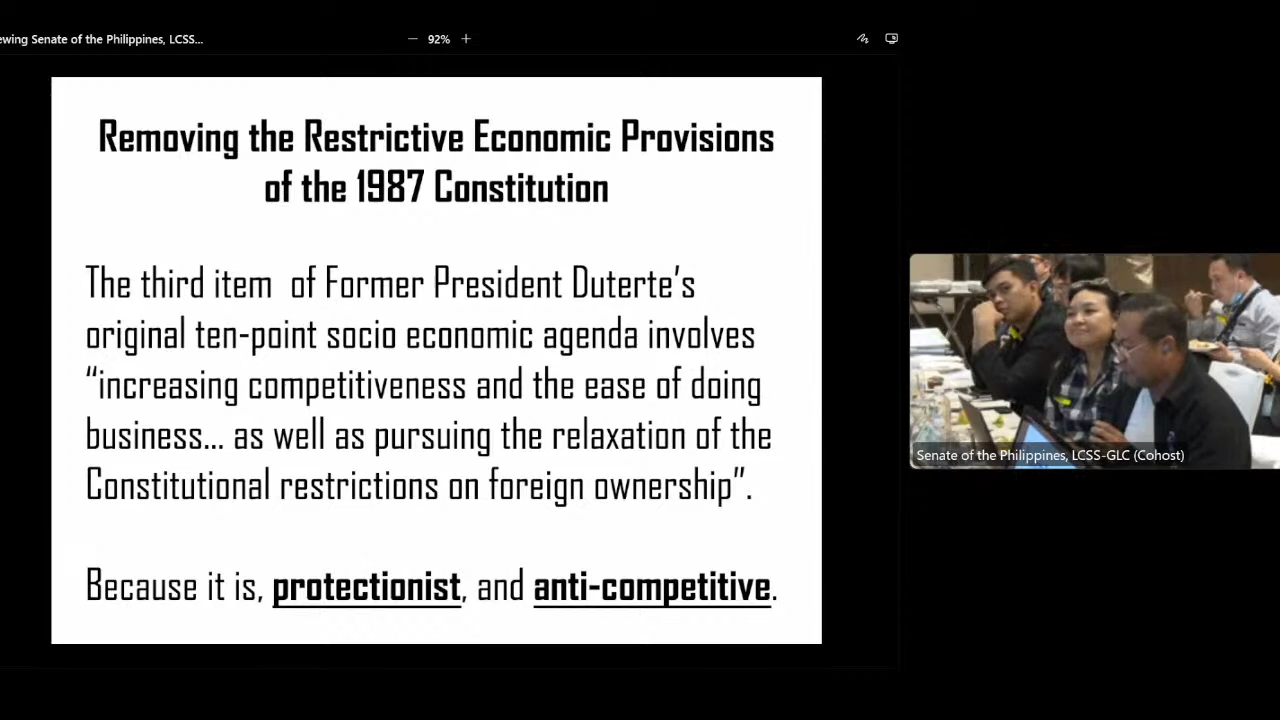 ewing Senate of the Philippines, LCSS...
92%
Removing the Restrictive Economic Provisions
of the 1987 Constitution
The third item of Former President Duterte's
original ten-point socio economic agenda involves
“increasing competitiveness and the ease of doing
business... as well as pursuing the relaxation of the
Constitutional restrictions on foreign ownership”.
Because it is, protectionist, and anti-competitive.
Senate of the Philippines, LCSS-GLC (Cohost)